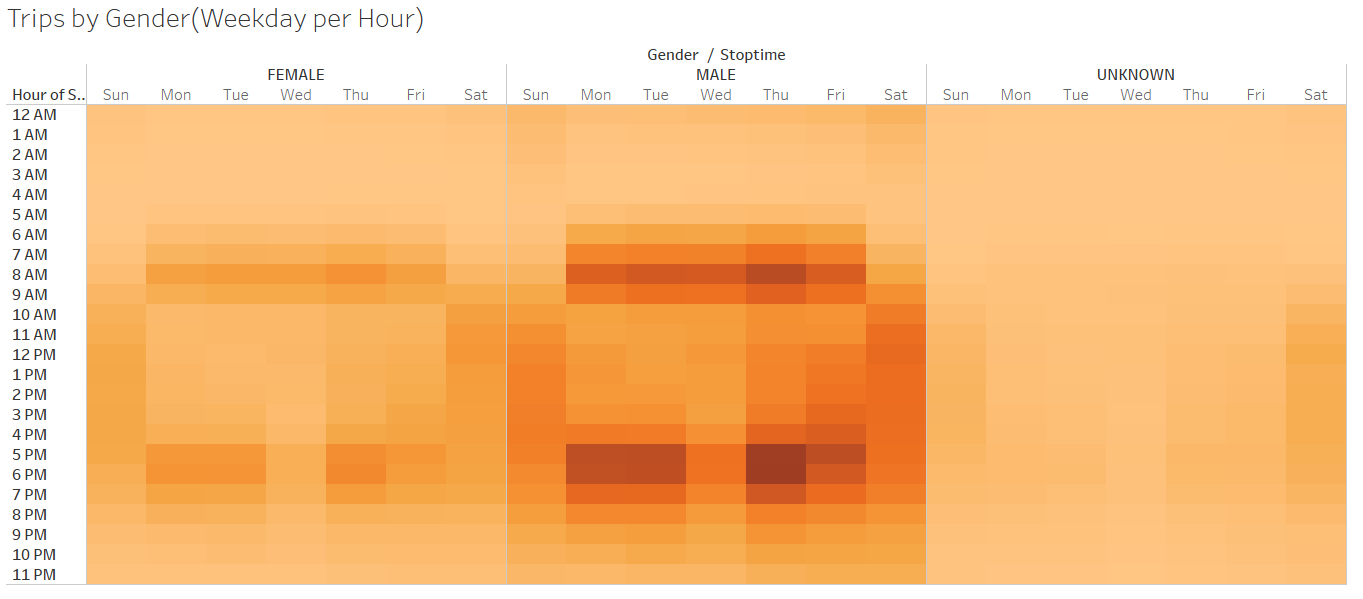 Trips by Gender(Weekday per Hour)
Gender / Stoptime
FEMALE MALE UNKNOWN
Hour of S.. Sun Mon Tue Wed Thu Fri Sat Sun Mon Tue Wed Thu Fri Sat Sun Mon Tue Wed Thu Fri Sat
12 AM
1 AM
2 AM
3 AM
4 AM
5 AM
6 AM
7 AM
8 AM
9 AM
10 AM
11 AM
12 PM
1 PM
2 PM
3 PM
4 PM
5 PM
6 PM
7 PM
8 PM
9 PM
10 PM
11 PM